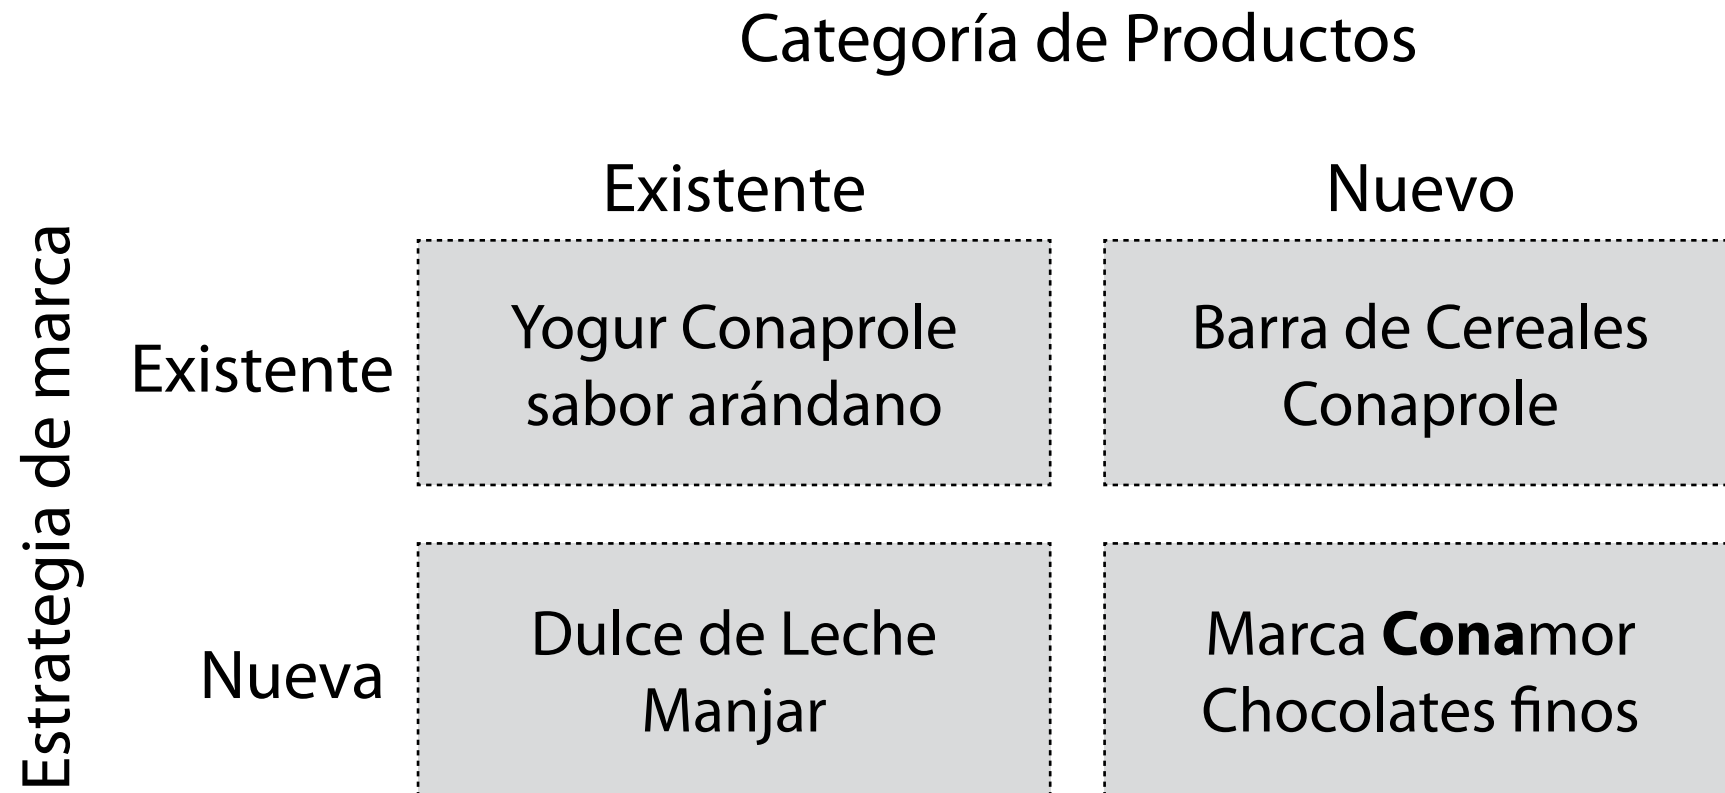 Categoría de Productos
Existente
Nuevo
Estrategia de marca
Existente
Yogur Conaprole
sabor arándano
Barra de Cereales
Conaprole
Nueva
Dulce de Leche
Manjar
Marca Conamor
Chocolates finos